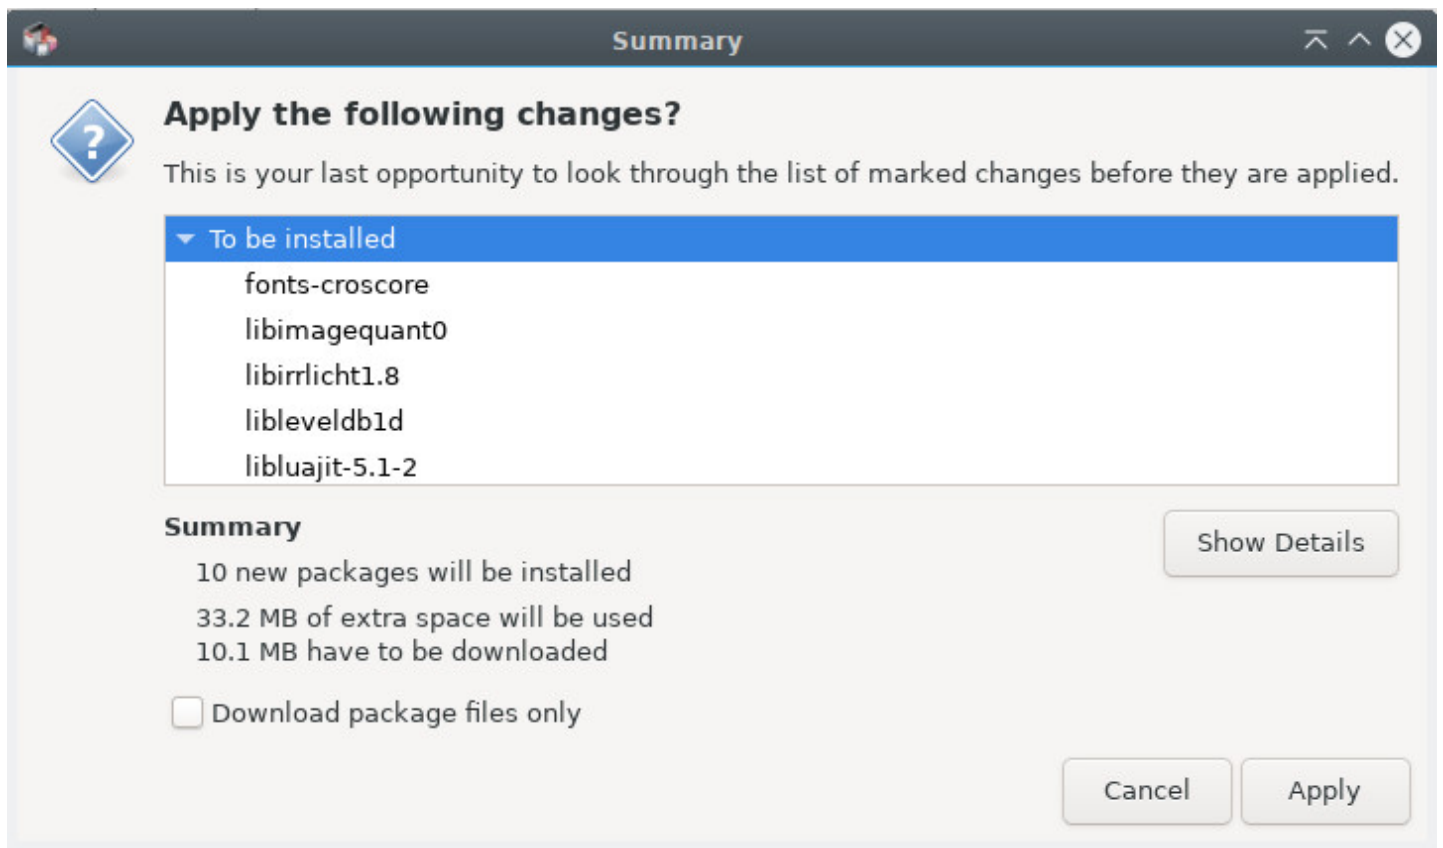 Summary
Apply the following changes?
This is your last opportunity to look through the list of marked changes before they are applied.
To be installed
fonts-croscore
libimagequant0
libirrlicht1.8
libleveldb1d
libluajit-5.1-2
Summary
Show Details
10 new packages will be installed
33.2 MB of extra space will be used
10.1 MB have to be downloaded
Download package files only
Cancel Apply